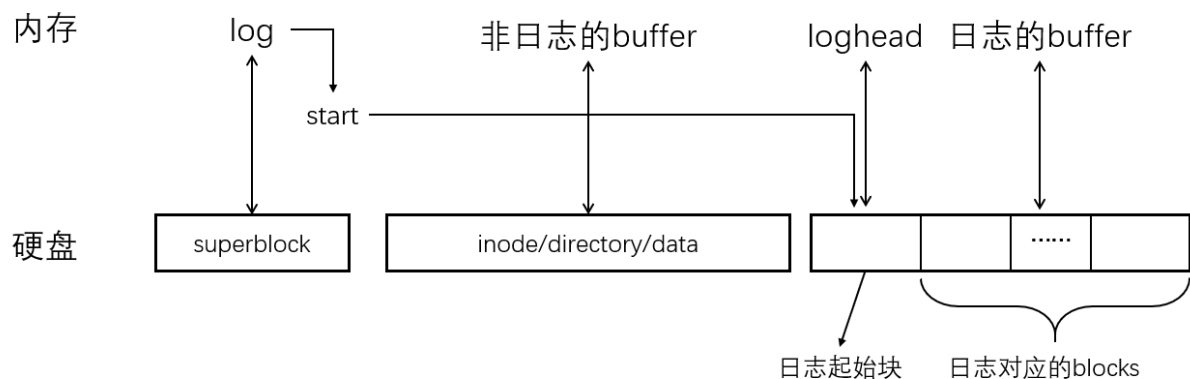 内存
log
非日志的buffer
loghead
日志的buffer
start
硬盘
superblock
inode/directory/data
……
日志起始块
日志对应的blocks